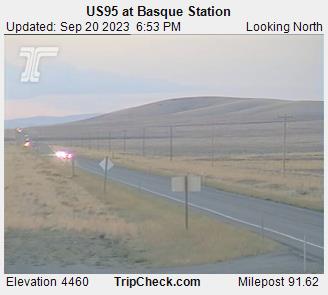 US95 at Basque Station
Updated: Sep 20 2023 6:53 PM Looking North
Elevation 4460 TripCheck.com Milepost 91.62